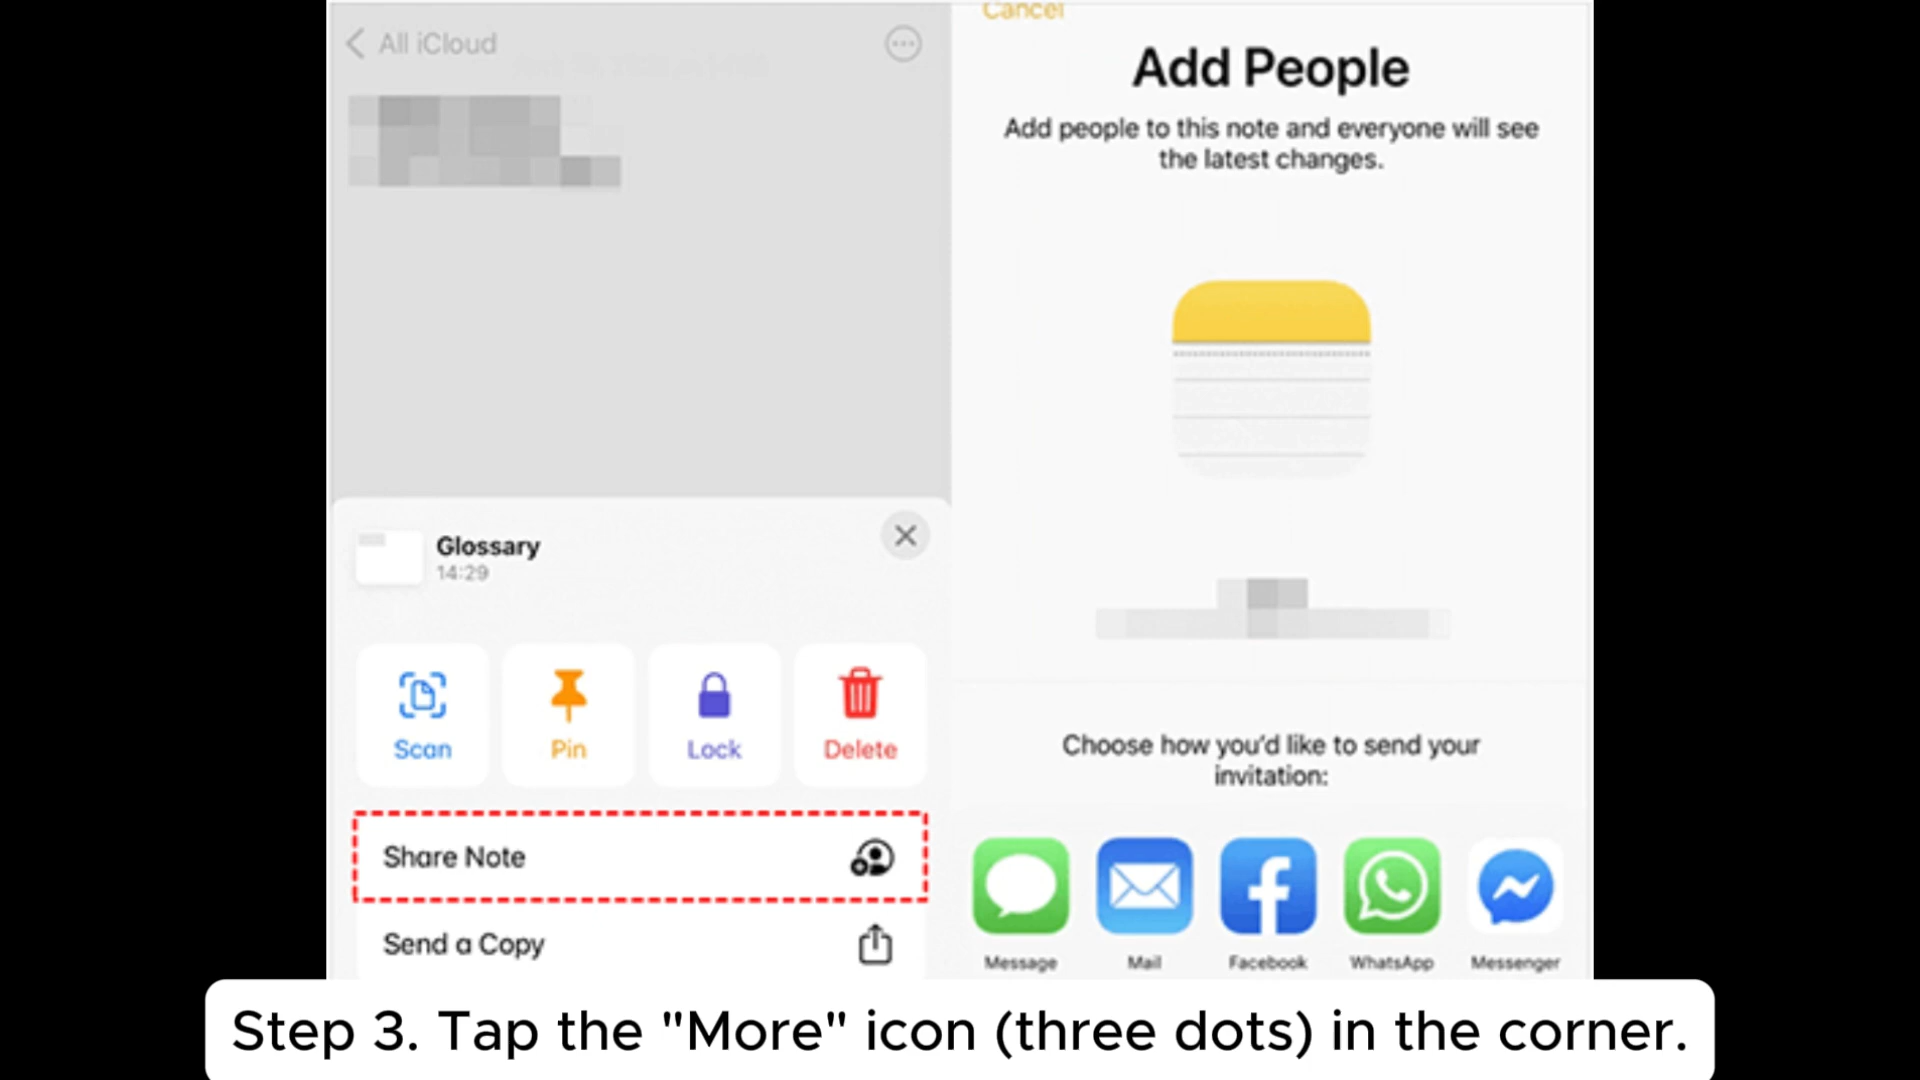 All iCloud
Glossary
14:29
Scan
Pin
Lock
Delete
Share Note
Send a Copy
Cancel
Add People
Add people to this note and everyone will see
the latest changes.
Choose how you'd like to send your
invitation:
Message
Mail
Facebook
WhatsApp
Messenger
Step 3. Tap the "More" icon (three dots) in the corner.